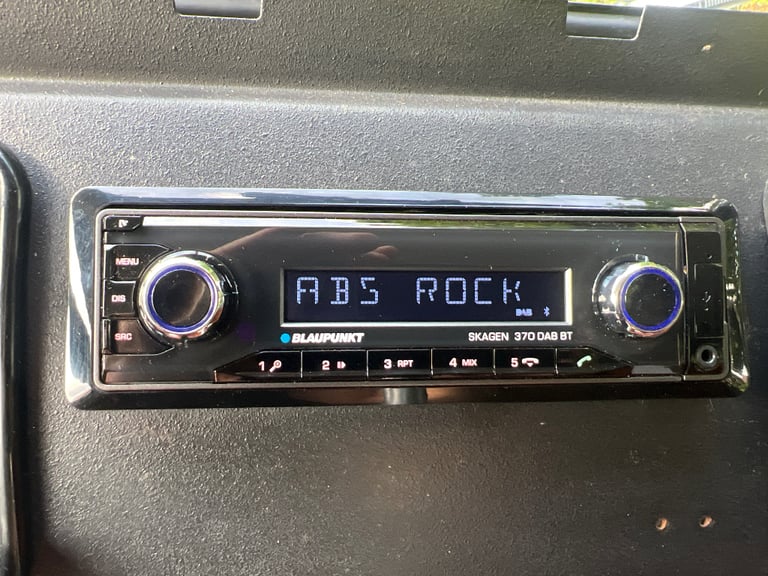 MENU
DIS
SRC
ABS ROCK
DAB
BLAUPUNKT
SKAGEN 370 DAB BT
1
2
3 RPT
4 MIX
5